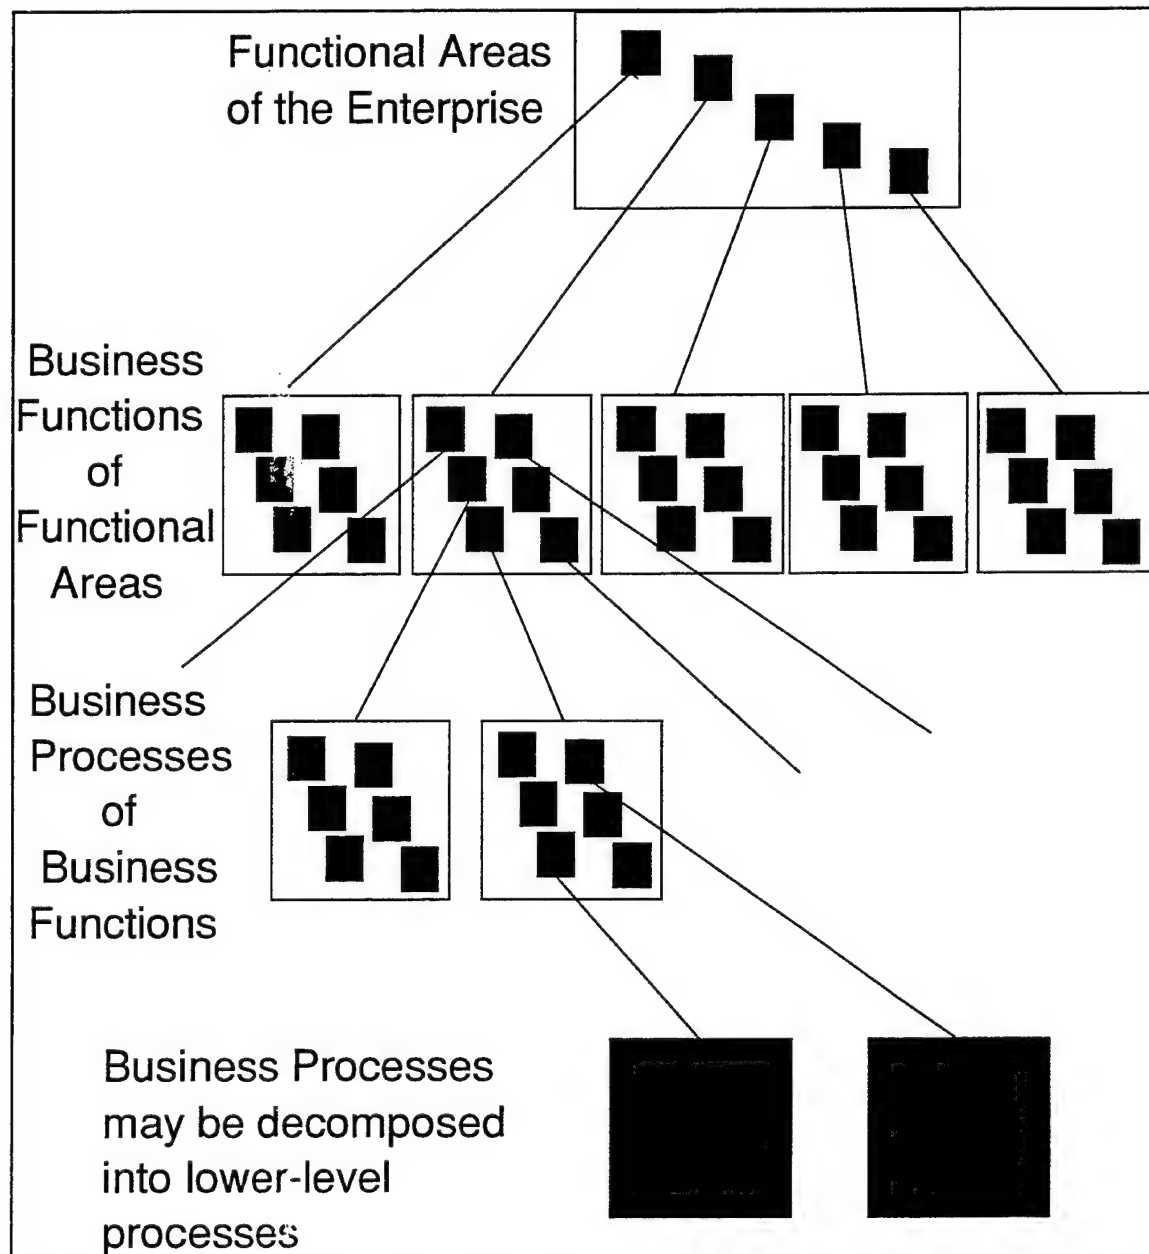 Functional Areas
of the Enterprise
Business
Functions
of
Functional
Areas
Business
Processes
of
Business
Functions
Business Processes
may be decomposed
into lower-level
processes